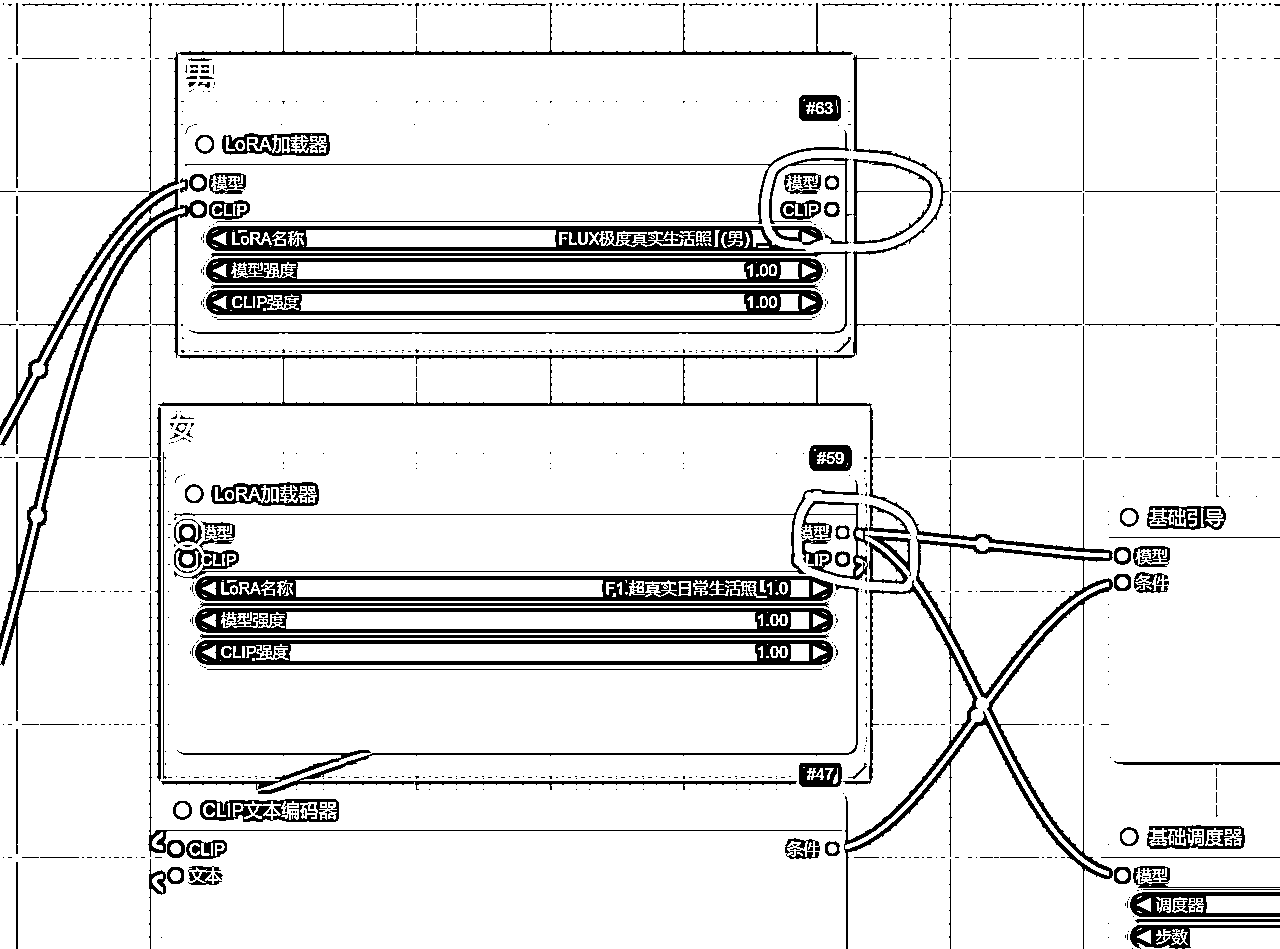 男
#63
LoRA加载器
模型 模型
CLIP CLIP
LoRA名称 FLUX极度真实生活照 (男)_
模型强度 1.00
CLIP强度 1.00
女
#59
LoRA加载器
模型 模型
CLIP LIP
LoRA名称 F.1超真实日常生活照_1.0
模型强度 1.00
CLIP强度 1.00
基础引导
模型
条件
#47
CLIP文本编码器
CLIP 条件
文本
基础调度器
模型
调度器
步数